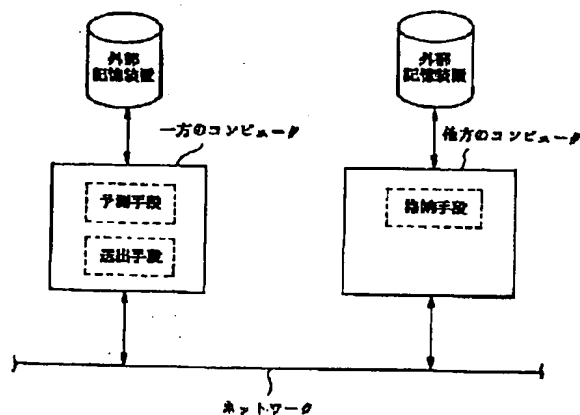 外部
記憶装置
外部
記憶装置
一方のコンピュータ
他方のコンピュータ
予測手段
送出手段
格納手段
ネットワーク